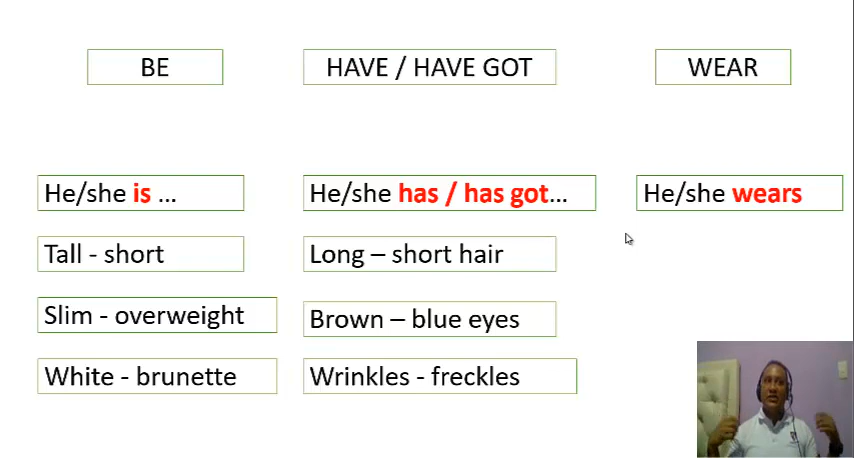 BE
HAVE / HAVE GOT
WEAR
He/she is ...
He/she has / has got...
He/she wears
Tall - short
Long – short hair
Slim - overweight
Brown – blue eyes
White - brunette
Wrinkles - freckles